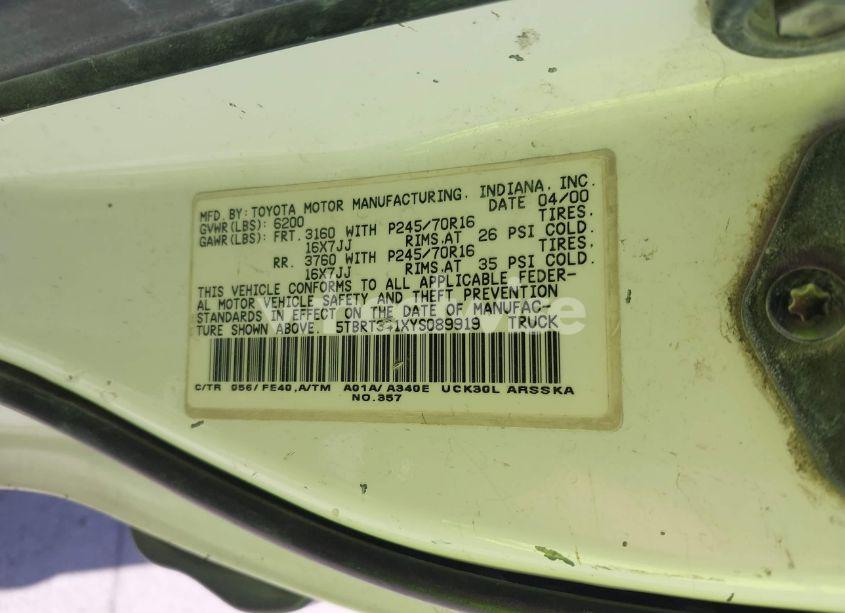 MFD. BY: TOYOTA MOTOR MANUFACTURING, INDIANA, INC.
GVWR(LBS): 6200 DATE 04/00
GAWR(LBS): FRT. 3160 WITH P245/70R16 TIRES,
16X7JJ RIMS,AT 26 PSI COLD.
RR. 3760 WITH P245/70R16 TIRES,
16X7JJ RIMS,AT 35 PSI COLD.
THIS VEHICLE CONFORMS TO ALL APPLICABLE FEDER-
AL MOTOR VEHICLE SAFETY AND THEFT PREVENTION
STANDARDS IN EFFECT ON THE DATE OF MANUFAC-
TURE SHOWN ABOVE. TRUCK
C/TR 056/FE40,A/TM A01A/A340E UCK30L ARSSKA
NO.357